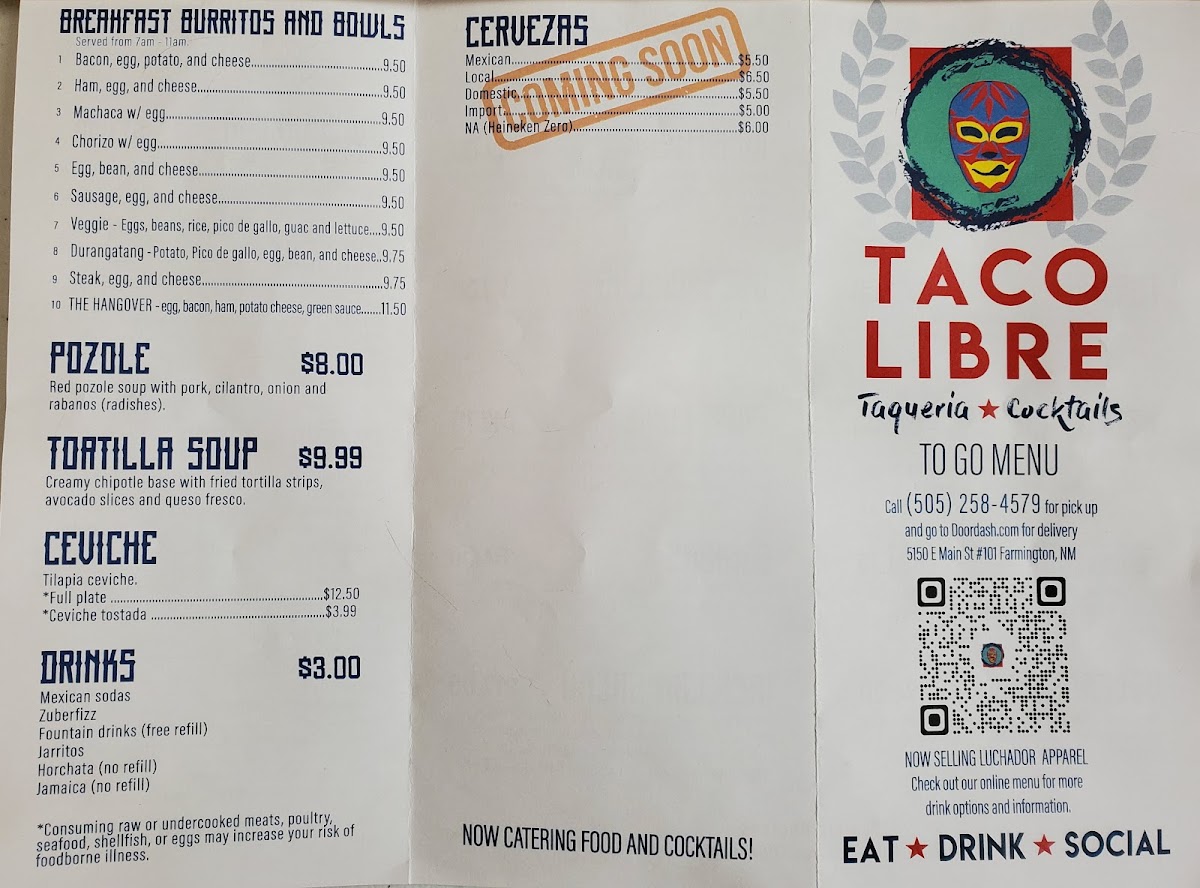 BREAKFAST BURRITOS AND BOWLS
Served from 7am - 11am.
1 Bacon, egg, potato, and cheese.......9.50
2 Ham, egg, and cheese.......9.50
3 Machaca w/ egg.......9.50
4 Chorizo w/ egg.......9.50
5 Egg, bean, and cheese.......9.50
6 Sausage, egg, and cheese.......9.50
7 Veggie - Eggs, beans, rice, pico de gallo, guac and lettuce....9.50
8 Durangatang - Potato, Pico de gallo, egg, bean, and cheese..9.75
9 Steak, egg, and cheese.......9.75
10 THE HANGOVER - egg, bacon, ham, potato cheese, green sauce.......11.50
POZOLE $8.00
Red pozole soup with pork, cilantro, onion and
rabanos (radishes).
TORTILLA SOUP $9.99
Creamy chipotle base with fried tortilla strips,
avocado slices and queso fresco.
CEVICHE
Tilapia ceviche.
*Full plate .......$12.50
*Ceviche tostada .......$3.99
DRINKS $3.00
Mexican sodas
Zuberfizz
Fountain drinks (free refill)
Jarritos
Horchata (no refill)
Jamaica (no refill)
*Consuming raw or undercooked meats, poultry,
seafood, shellfish, or eggs may increase your risk of
foodborne illness.
CERVEZAS
Mexican.......$5.50
Local.......$6.50
Domestic.......$5.50
Import.......$5.00
NA (Heineken Zero).......$6.00
COMING SOON
NOW CATERING FOOD AND COCKTAILS!
TACO
LIBRE
Taqueria ★ Cocktails
TO GO MENU
Call (505) 258-4579 for pick up
and go to Doordash.com for delivery
5150 E Main St #101 Farmington, NM
NOW SELLING LUCHADOR APPAREL
Check out our online menu for more
drink options and information.
EAT ★ DRINK ★ SOCIAL